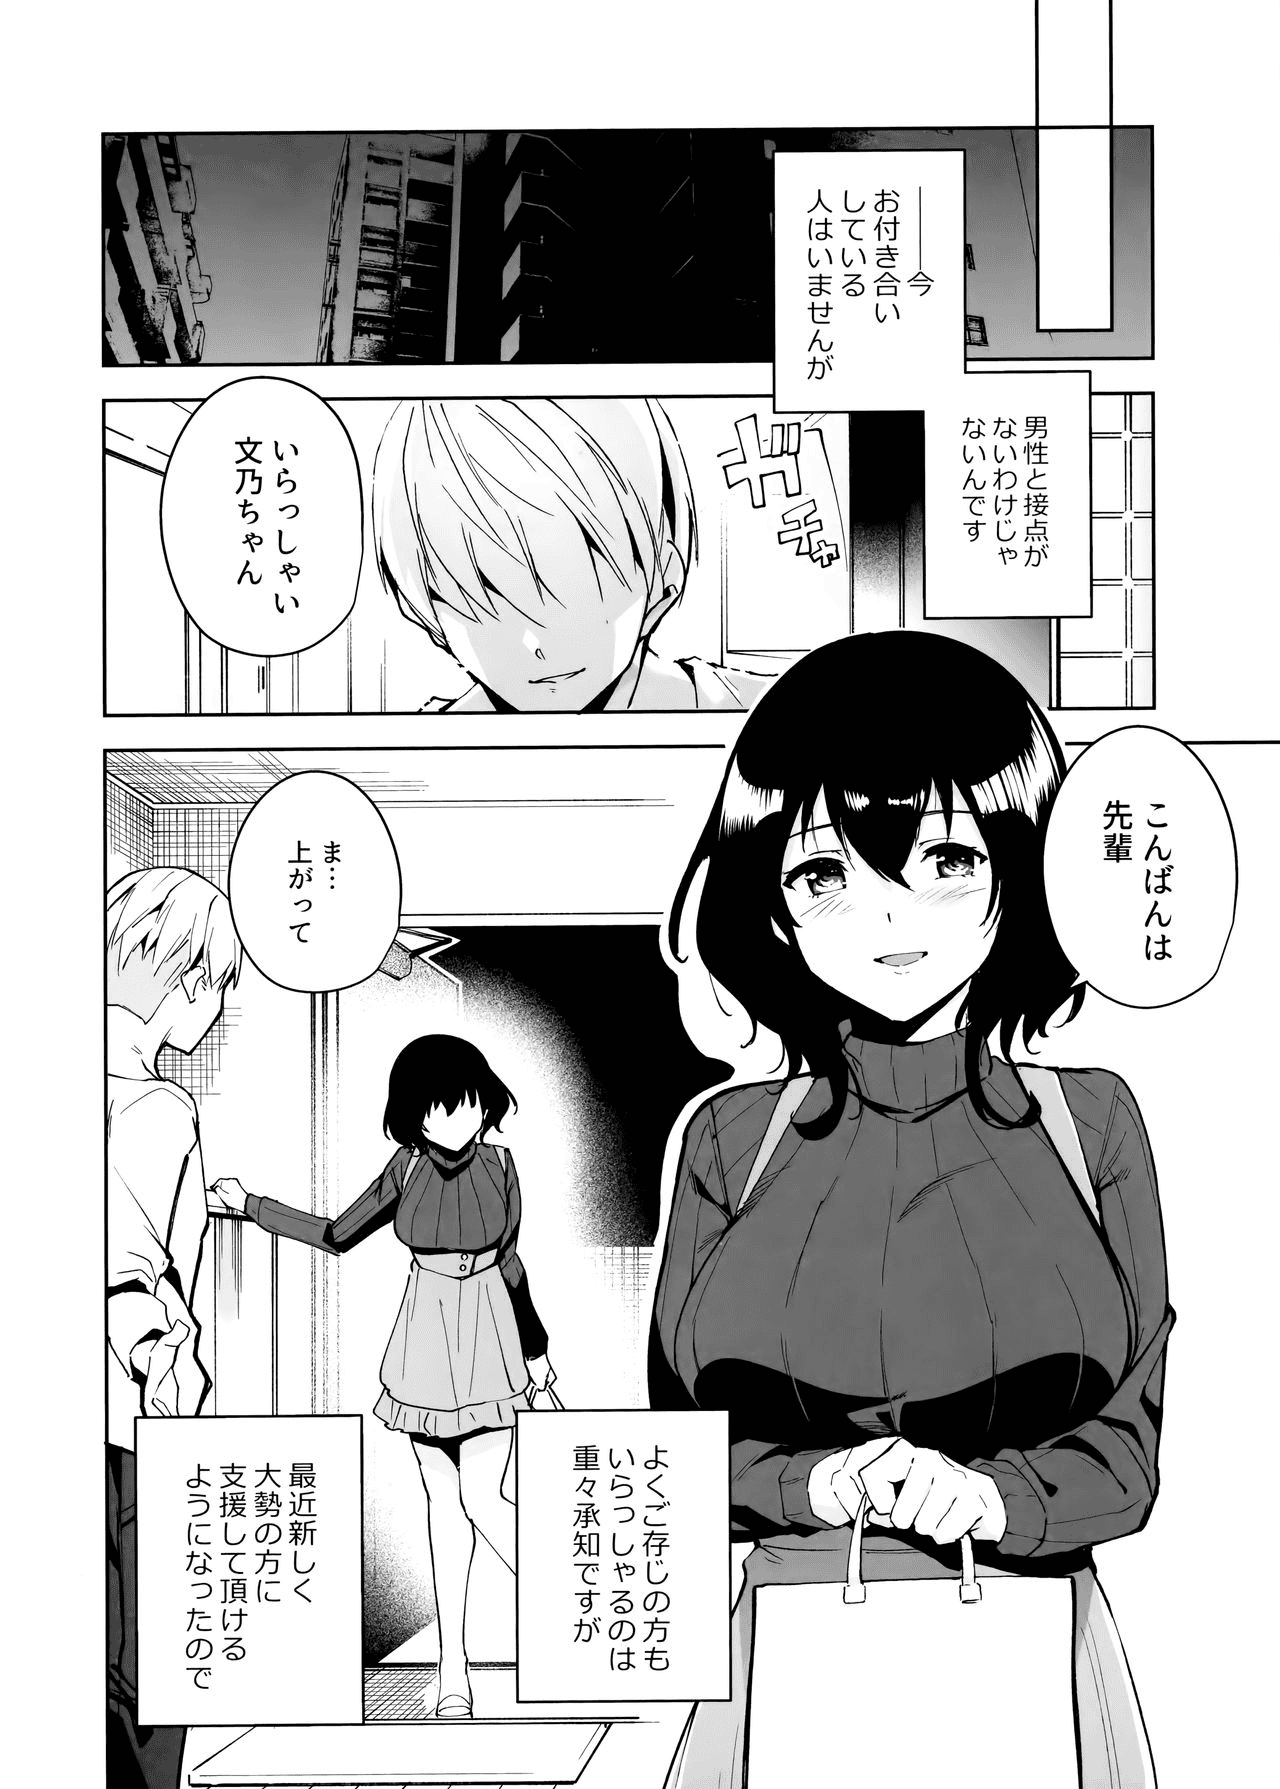 ――今
お付き合い
している
人はいませんが
男性と接点が
ないわけじゃ
ないんです
ギ
チャ
いらっしゃい
文乃ちゃん
こんばんは
先輩
ま…
上がって
よくご存じの方も
いらっしゃるのは
重々承知ですが
最近新しく
大勢の方に
支援して頂ける
ようになったので